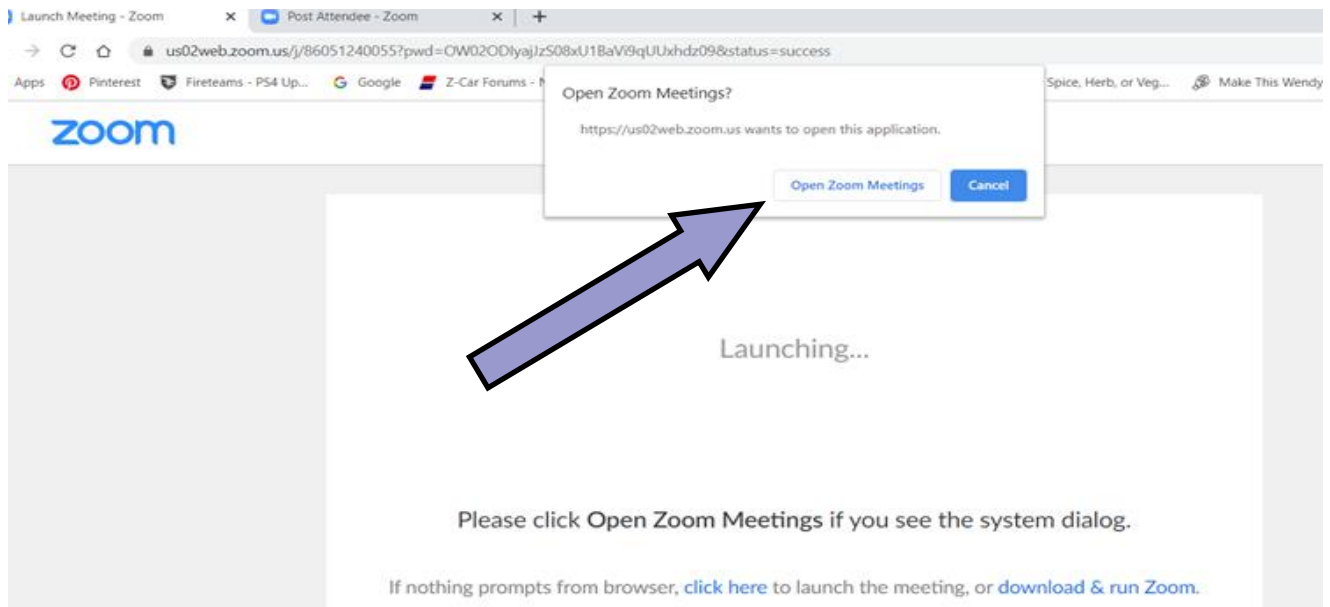 Launch Meeting - Zoom x Post Attendee - Zoom x +
us02web.zoom.us/j/86051240055?pwd=OW02ODIyajJzS08xU1BaVi9qUUxhdz09&status=success
Apps Pinterest Fireteams - PS4 Up... Google Z-Car Forums - Spice, Herb, or Veg... Make This Wendy
Open Zoom Meetings?
https://us02web.zoom.us wants to open this application.
zoom
Open Zoom Meetings Cancel
Launching...
Please click Open Zoom Meetings if you see the system dialog.
If nothing prompts from browser, click here to launch the meeting, or download & run Zoom.